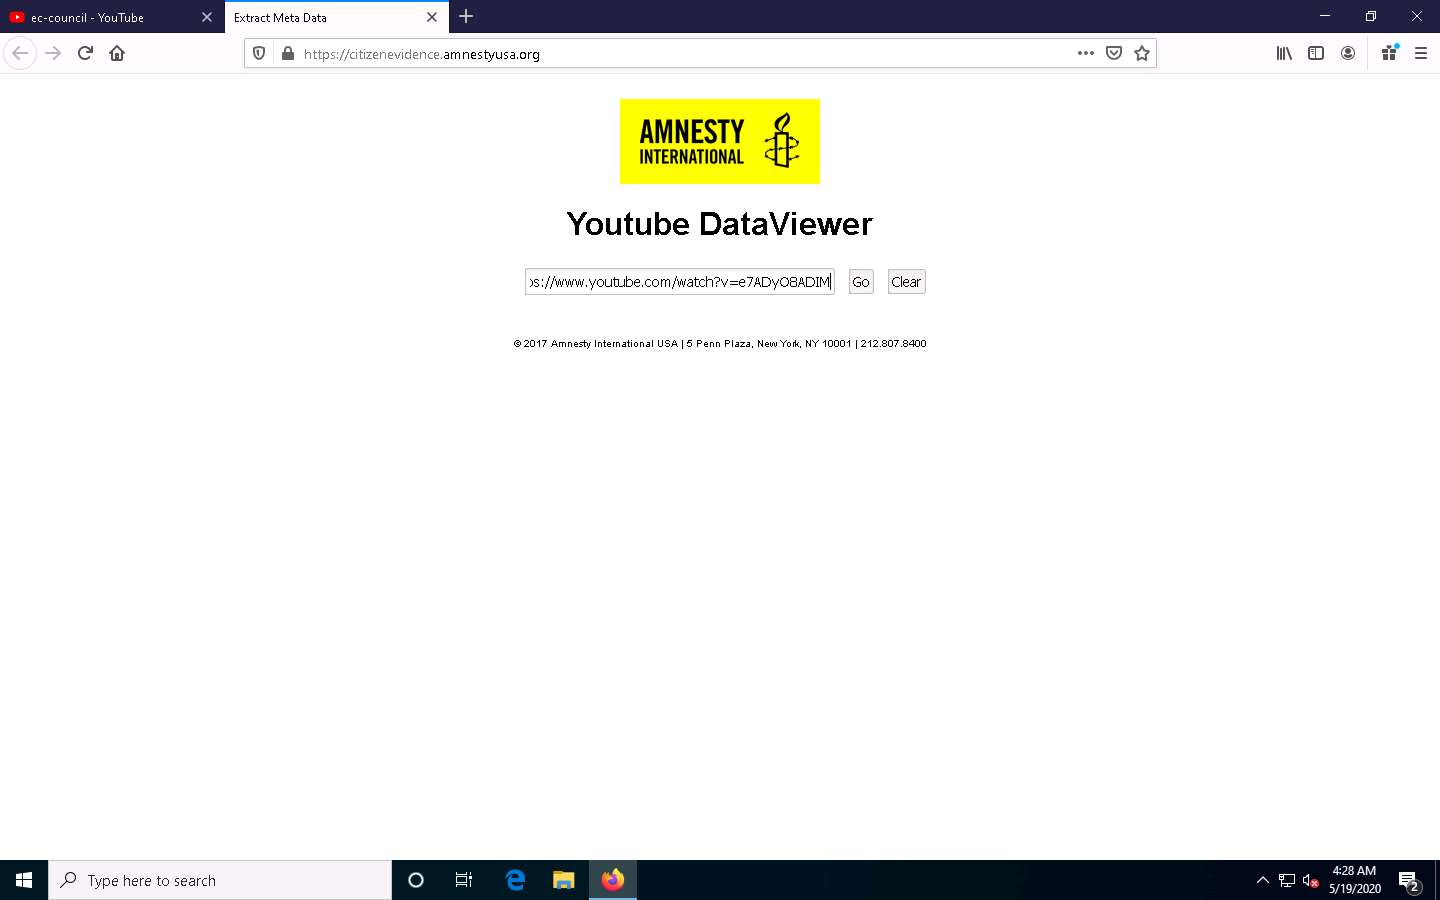 ec-council - YouTube
Extract Meta Data
https://citizenevidence.amnestyusa.org
AMNESTY
INTERNATIONAL
Youtube DataViewer
ps://www.youtube.com/watch?v=e7ADyO8ADIM
Go
Clear
© 2017 Amnesty International USA | 5 Penn Plaza, New York, NY 10001 | 212.807.8400
Type here to search
4:28 AM
5/19/2020
2